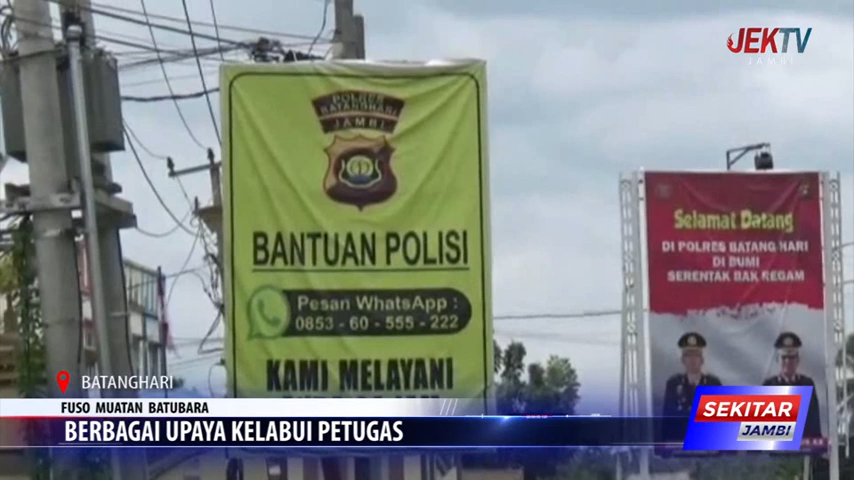 JEKTV
JAMBI
POLRES
BATANGHARI
JAMBI
BANTUAN POLISI
Pesan WhatsApp :
0853 - 60 - 555 - 222
KAMI MELAYANI
Selamat Datang
DI POLRES BATANG HARI
DI BUMI
SERENTAK BAK REGAM
BATANGHARI
FUSO MUATAN BATUBARA
BERBAGAI UPAYA KELABUI PETUGAS
SEKITAR
JAMBI